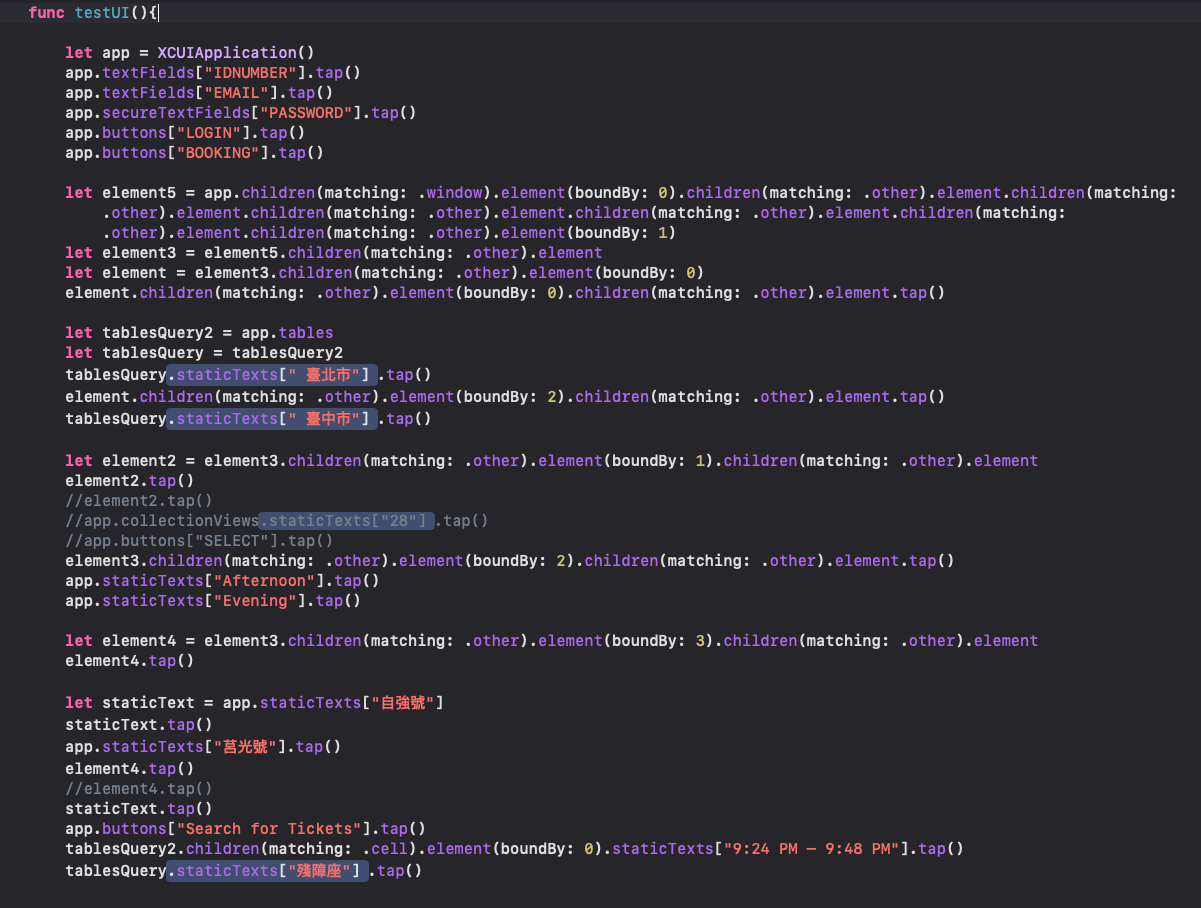 func testUI(){
let app = XCUIApplication()
app.textFields["IDNUMBER"].tap()
app.textFields["EMAIL"].tap()
app.secureTextFields["PASSWORD"].tap()
app.buttons["LOGIN"].tap()
app.buttons["BOOKING"].tap()
let element5 = app.children(matching: .window).element(boundBy: 0).children(matching: .other).element.children(matching:
.other).element.children(matching: .other).element.children(matching: .other).element.children(matching:
.other).element.children(matching: .other).element(boundBy: 1)
let element3 = element5.children(matching: .other).element
let element = element3.children(matching: .other).element(boundBy: 0)
element.children(matching: .other).element(boundBy: 0).children(matching: .other).element.tap()
let tablesQuery2 = app.tables
let tablesQuery = tablesQuery2
tablesQuery.staticTexts[" 臺北市"].tap()
element.children(matching: .other).element(boundBy: 2).children(matching: .other).element.tap()
tablesQuery.staticTexts[" 臺中市"].tap()
let element2 = element3.children(matching: .other).element(boundBy: 1).children(matching: .other).element
element2.tap()
//element2.tap()
//app.collectionViews.staticTexts["28"].tap()
//app.buttons["SELECT"].tap()
element3.children(matching: .other).element(boundBy: 2).children(matching: .other).element.tap()
app.staticTexts["Afternoon"].tap()
app.staticTexts["Evening"].tap()
let element4 = element3.children(matching: .other).element(boundBy: 3).children(matching: .other).element
element4.tap()
let staticText = app.staticTexts["自強號"]
staticText.tap()
app.staticTexts["莒光號"].tap()
element4.tap()
//element4.tap()
staticText.tap()
app.buttons["Search for Tickets"].tap()
tablesQuery2.children(matching: .cell).element(boundBy: 0).staticTexts["9:24 PM – 9:48 PM"].tap()
tablesQuery.staticTexts["殘障座"].tap()